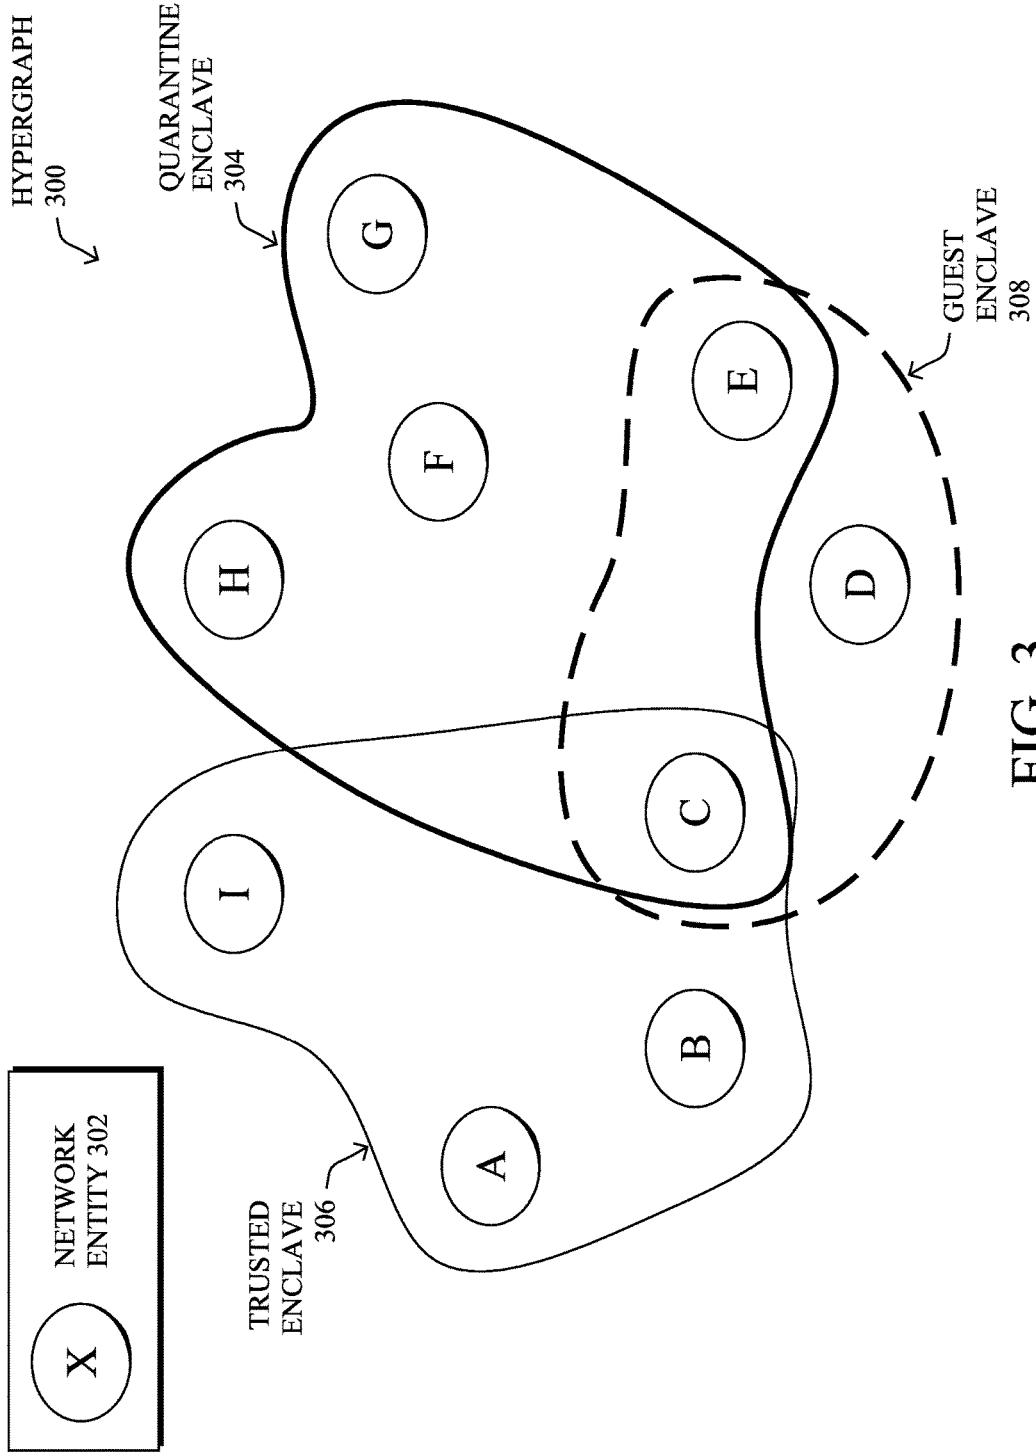 X
NETWORK
ENTITY 302
HYPERGRAPH
300
QUARANTINE
ENCLAVE
304
TRUSTED
ENCLAVE
306
I
H
G
F
A
B
C
E
D
GUEST
ENCLAVE
308
FIG. 3